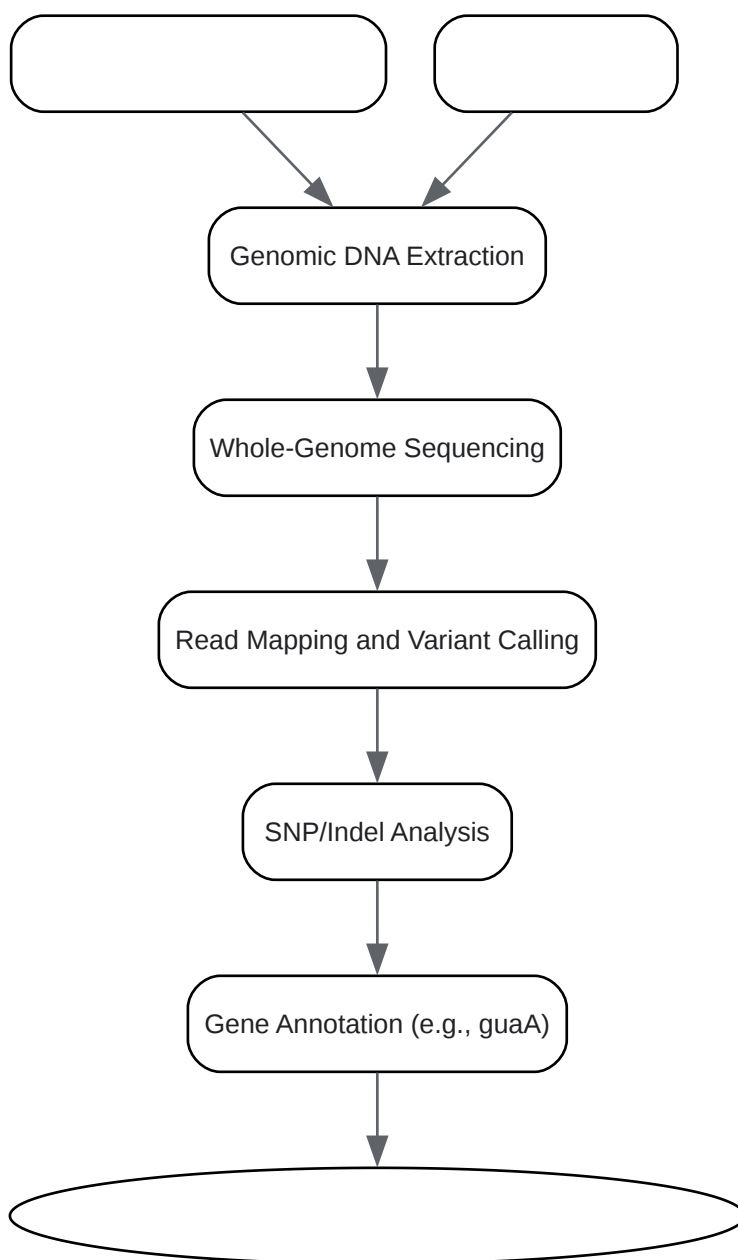 Genomic DNA Extraction
Whole-Genome Sequencing
Read Mapping and Variant Calling
SNP/Indel Analysis
Gene Annotation (e.g., guaA)